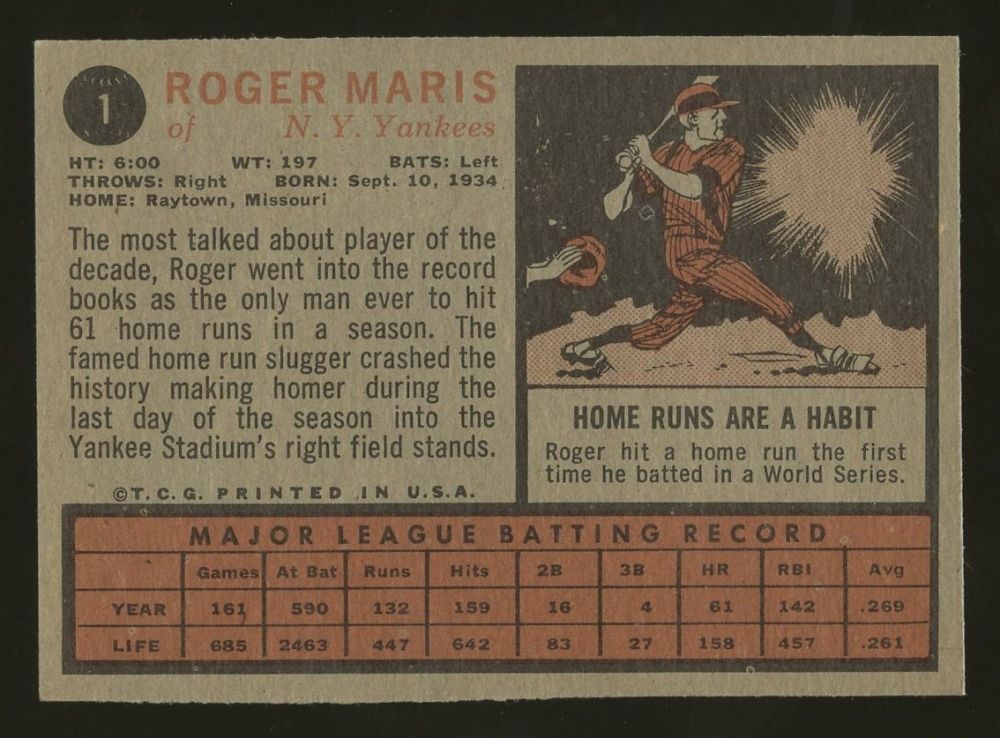 1
ROGER MARIS
of N. Y. Yankees
HT: 6:00 WT: 197 BATS: Left
THROWS: Right BORN: Sept. 10, 1934
HOME: Raytown, Missouri
The most talked about player of the
decade, Roger went into the record
books as the only man ever to hit
61 home runs in a season. The
famed home run slugger crashed the
history making homer during the
last day of the season into the
Yankee Stadium's right field stands.
©T.C.G. PRINTED IN U.S.A.
HOME RUNS ARE A HABIT
Roger hit a home run the first
time he batted in a World Series.
MAJOR LEAGUE BATTING RECORD
Games At Bat Runs Hits 2B 3B HR RBI Avg
YEAR 161 590 132 159 16 4 61 142 .269
LIFE 685 2463 447 642 83 27 158 457 .261